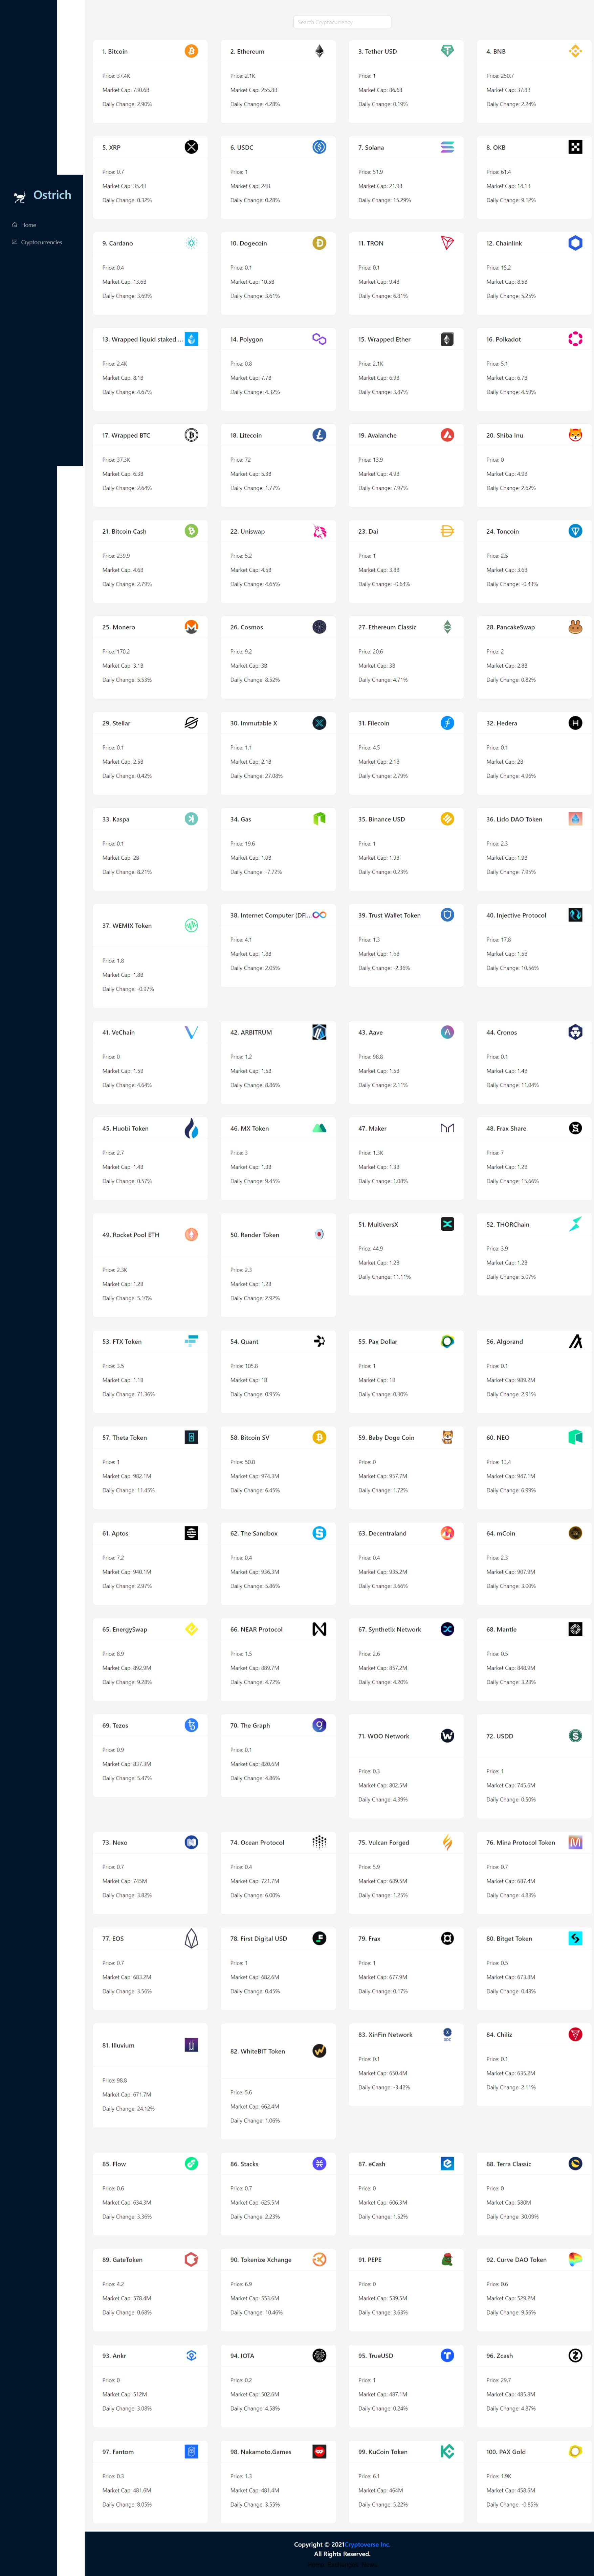 Search Cryptocurrency
Ostrich
Home
Cryptocurrencies
1. Bitcoin
Price: 37.4K
Market Cap: 730.6B
Daily Change: 2.90%
2. Ethereum
Price: 2.1K
Market Cap: 255.8B
Daily Change: 4.28%
3. Tether USD
Price: 1
Market Cap: 86.6B
Daily Change: 0.19%
4. BNB
Price: 250.7
Market Cap: 37.8B
Daily Change: 2.24%
5. XRP
Price: 0.7
Market Cap: 35.4B
Daily Change: 0.32%
6. USDC
Price: 1
Market Cap: 24B
Daily Change: 0.28%
7. Solana
Price: 51.9
Market Cap: 21.9B
Daily Change: 15.29%
8. OKB
Price: 61.4
Market Cap: 14.1B
Daily Change: 9.12%
9. Cardano
Price: 0.4
Market Cap: 13.6B
Daily Change: 3.69%
10. Dogecoin
Price: 0.1
Market Cap: 10.5B
Daily Change: 3.61%
11. TRON
Price: 0.1
Market Cap: 9.4B
Daily Change: 6.81%
12. Chainlink
Price: 15.2
Market Cap: 8.5B
Daily Change: 5.25%
13. Wrapped liquid staked ...
Price: 2.4K
Market Cap: 8.1B
Daily Change: 4.67%
14. Polygon
Price: 0.8
Market Cap: 7.7B
Daily Change: 4.32%
15. Wrapped Ether
Price: 2.1K
Market Cap: 6.9B
Daily Change: 3.87%
16. Polkadot
Price: 5.1
Market Cap: 6.7B
Daily Change: 4.59%
17. Wrapped BTC
Price: 37.3K
Market Cap: 6.3B
Daily Change: 2.64%
18. Litecoin
Price: 72
Market Cap: 5.3B
Daily Change: 1.77%
19. Avalanche
Price: 13.9
Market Cap: 4.9B
Daily Change: 7.97%
20. Shiba Inu
Price: 0
Market Cap: 4.9B
Daily Change: 2.62%
21. Bitcoin Cash
Price: 239.9
Market Cap: 4.6B
Daily Change: 2.79%
22. Uniswap
Price: 5.2
Market Cap: 4.5B
Daily Change: 4.65%
23. Dai
Price: 1
Market Cap: 3.8B
Daily Change: -0.64%
24. Toncoin
Price: 2.5
Market Cap: 3.6B
Daily Change: -0.43%
25. Monero
Price: 170.2
Market Cap: 3.1B
Daily Change: 5.53%
26. Cosmos
Price: 9.2
Market Cap: 3B
Daily Change: 8.52%
27. Ethereum Classic
Price: 20.6
Market Cap: 3B
Daily Change: 4.71%
28. PancakeSwap
Price: 2
Market Cap: 2.8B
Daily Change: 0.82%
29. Stellar
Price: 0.1
Market Cap: 2.5B
Daily Change: 0.42%
30. Immutable X
Price: 1.1
Market Cap: 2.1B
Daily Change: 27.08%
31. Filecoin
Price: 4.5
Market Cap: 2.1B
Daily Change: 2.79%
32. Hedera
Price: 0.1
Market Cap: 2B
Daily Change: 4.96%
33. Kaspa
Price: 0.1
Market Cap: 2B
Daily Change: 8.21%
34. Gas
Price: 19.6
Market Cap: 1.9B
Daily Change: -7.72%
35. Binance USD
Price: 1
Market Cap: 1.9B
Daily Change: 0.23%
36. Lido DAO Token
Price: 2.3
Market Cap: 1.9B
Daily Change: 7.95%
37. WEMIX Token
Price: 1.8
Market Cap: 1.8B
Daily Change: -0.97%
38. Internet Computer (DFI...
Price: 4.1
Market Cap: 1.8B
Daily Change: 2.05%
39. Trust Wallet Token
Price: 1.3
Market Cap: 1.6B
Daily Change: -2.36%
40. Injective Protocol
Price: 17.8
Market Cap: 1.5B
Daily Change: 10.56%
41. VeChain
Price: 0
Market Cap: 1.5B
Daily Change: 4.64%
42. ARBITRUM
Price: 1.2
Market Cap: 1.5B
Daily Change: 8.86%
43. Aave
Price: 98.8
Market Cap: 1.5B
Daily Change: 2.11%
44. Cronos
Price: 0.1
Market Cap: 1.4B
Daily Change: 11.04%
45. Huobi Token
Price: 2.7
Market Cap: 1.4B
Daily Change: 0.57%
46. MX Token
Price: 3
Market Cap: 1.3B
Daily Change: 9.45%
47. Maker
Price: 1.3K
Market Cap: 1.3B
Daily Change: 1.08%
48. Frax Share
Price: 7
Market Cap: 1.2B
Daily Change: 15.66%
49. Rocket Pool ETH
Price: 2.3K
Market Cap: 1.2B
Daily Change: 5.10%
50. Render Token
Price: 2.3
Market Cap: 1.2B
Daily Change: 2.92%
51. MultiversX
Price: 44.9
Market Cap: 1.2B
Daily Change: 11.11%
52. THORChain
Price: 3.9
Market Cap: 1.2B
Daily Change: 5.07%
53. FTX Token
Price: 3.5
Market Cap: 1.1B
Daily Change: 71.36%
54. Quant
Price: 105.8
Market Cap: 1B
Daily Change: 0.95%
55. Pax Dollar
Price: 1
Market Cap: 1B
Daily Change: 0.30%
56. Algorand
Price: 0.1
Market Cap: 989.2M
Daily Change: 2.91%
57. Theta Token
Price: 1
Market Cap: 982.1M
Daily Change: 11.45%
58. Bitcoin SV
Price: 50.8
Market Cap: 974.3M
Daily Change: 6.45%
59. Baby Doge Coin
Price: 0
Market Cap: 957.7M
Daily Change: 1.72%
60. NEO
Price: 13.4
Market Cap: 947.1M
Daily Change: 6.99%
61. Aptos
Price: 7.2
Market Cap: 940.1M
Daily Change: 2.97%
62. The Sandbox
Price: 0.4
Market Cap: 936.3M
Daily Change: 5.86%
63. Decentraland
Price: 0.4
Market Cap: 935.2M
Daily Change: 3.66%
64. mCoin
Price: 2.3
Market Cap: 907.9M
Daily Change: 3.00%
65. EnergySwap
Price: 8.9
Market Cap: 892.9M
Daily Change: 9.28%
66. NEAR Protocol
Price: 1.5
Market Cap: 889.7M
Daily Change: 4.72%
67. Synthetix Network
Price: 2.6
Market Cap: 857.2M
Daily Change: 4.20%
68. Mantle
Price: 0.5
Market Cap: 848.9M
Daily Change: 3.23%
69. Tezos
Price: 0.9
Market Cap: 837.3M
Daily Change: 5.47%
70. The Graph
Price: 0.1
Market Cap: 820.6M
Daily Change: 4.86%
71. WOO Network
Price: 0.3
Market Cap: 802.5M
Daily Change: 4.39%
72. USDD
Price: 1
Market Cap: 745.6M
Daily Change: 0.50%
73. Nexo
Price: 0.7
Market Cap: 745M
Daily Change: 3.82%
74. Ocean Protocol
Price: 0.4
Market Cap: 721.7M
Daily Change: 6.00%
75. Vulcan Forged
Price: 5.9
Market Cap: 689.5M
Daily Change: 1.25%
76. Mina Protocol Token
Price: 0.7
Market Cap: 687.4M
Daily Change: 4.83%
77. EOS
Price: 0.7
Market Cap: 683.2M
Daily Change: 3.56%
78. First Digital USD
Price: 1
Market Cap: 682.6M
Daily Change: 0.45%
79. Frax
Price: 1
Market Cap: 677.9M
Daily Change: 0.17%
80. Bitget Token
Price: 0.5
Market Cap: 673.8M
Daily Change: 0.48%
81. Illuvium
Price: 98.8
Market Cap: 671.7M
Daily Change: 24.12%
82. WhiteBIT Token
Price: 5.6
Market Cap: 662.4M
Daily Change: 1.06%
83. XinFin Network
Price: 0.1
Market Cap: 650.4M
Daily Change: -3.42%
84. Chiliz
Price: 0.1
Market Cap: 635.2M
Daily Change: 2.11%
85. Flow
Price: 0.6
Market Cap: 634.3M
Daily Change: 3.36%
86. Stacks
Price: 0.7
Market Cap: 625.5M
Daily Change: 2.23%
87. eCash
Price: 0
Market Cap: 606.3M
Daily Change: 1.52%
88. Terra Classic
Price: 0
Market Cap: 580M
Daily Change: 30.09%
89. GateToken
Price: 4.2
Market Cap: 578.4M
Daily Change: 0.68%
90. Tokenize Xchange
Price: 6.9
Market Cap: 553.6M
Daily Change: 10.46%
91. PEPE
Price: 0
Market Cap: 539.5M
Daily Change: 3.63%
92. Curve DAO Token
Price: 0.6
Market Cap: 529.2M
Daily Change: 9.56%
93. Ankr
Price: 0
Market Cap: 512M
Daily Change: 3.08%
94. IOTA
Price: 0.2
Market Cap: 502.6M
Daily Change: 4.58%
95. TrueUSD
Price: 1
Market Cap: 487.1M
Daily Change: 0.24%
96. Zcash
Price: 29.7
Market Cap: 485.8M
Daily Change: 4.87%
97. Fantom
Price: 0.3
Market Cap: 481.6M
Daily Change: 8.05%
98. Nakamoto.Games
Price: 1.3
Market Cap: 481.4M
Daily Change: 3.55%
99. KuCoin Token
Price: 6.1
Market Cap: 464M
Daily Change: 5.22%
100. PAX Gold
Price: 1.9K
Market Cap: 458.6M
Daily Change: -0.85%
Copyright © 2021Cryptoverse Inc.
All Rights Reserved.